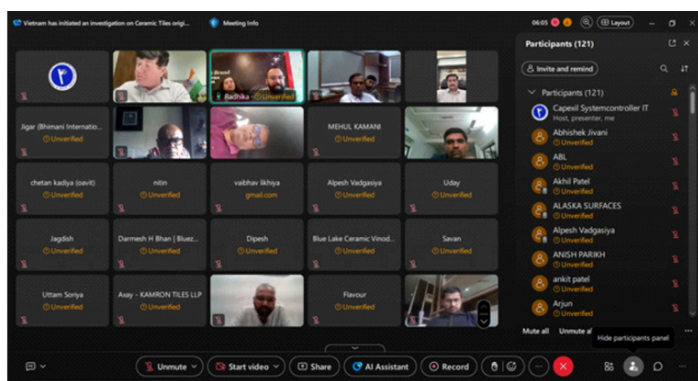 Vietnam has initiated an investigation on Ceramic Tiles origi...
Meeting Info
06:05
Layout
Participants (121)
Invite and remind
Participants (121)
Capexil Systemcontroller IT
Host, presenter, me
Abhishek Jivani
Unverified
ABL
Unverified
Akhil Patel
Unverified
ALASKA SURFACES
Unverified
Alpesh Vadgasiya
Unverified
ANISH PARIKH
Unverified
ankit patel
Unverified
Arjun
Unverified
Mute all
Unmute al
Hide participants panel
Brand
Radhika
Unverified
Jigar (Bhimani Internatio...
Unverified
MEHUL KAMANI
Unverified
chetan kadiya (oavit)
Unverified
nitin
Unverified
vaibhav likhiya
gmail.com
Alpesh Vadgasiya
Unverified
Uday
Unverified
Jagdish
Unverified
Darmesh H Bhan | Bluez...
Unverified
Dipesh
Unverified
Blue Lake Ceramic Vinod...
Unverified
Savan
Unverified
Uttam Soriya
Unverified
Axay - KAMRON TILES LLP
Unverified
Flavour
Unverified
Unmute
Start video
Share
AI Assistant
Record